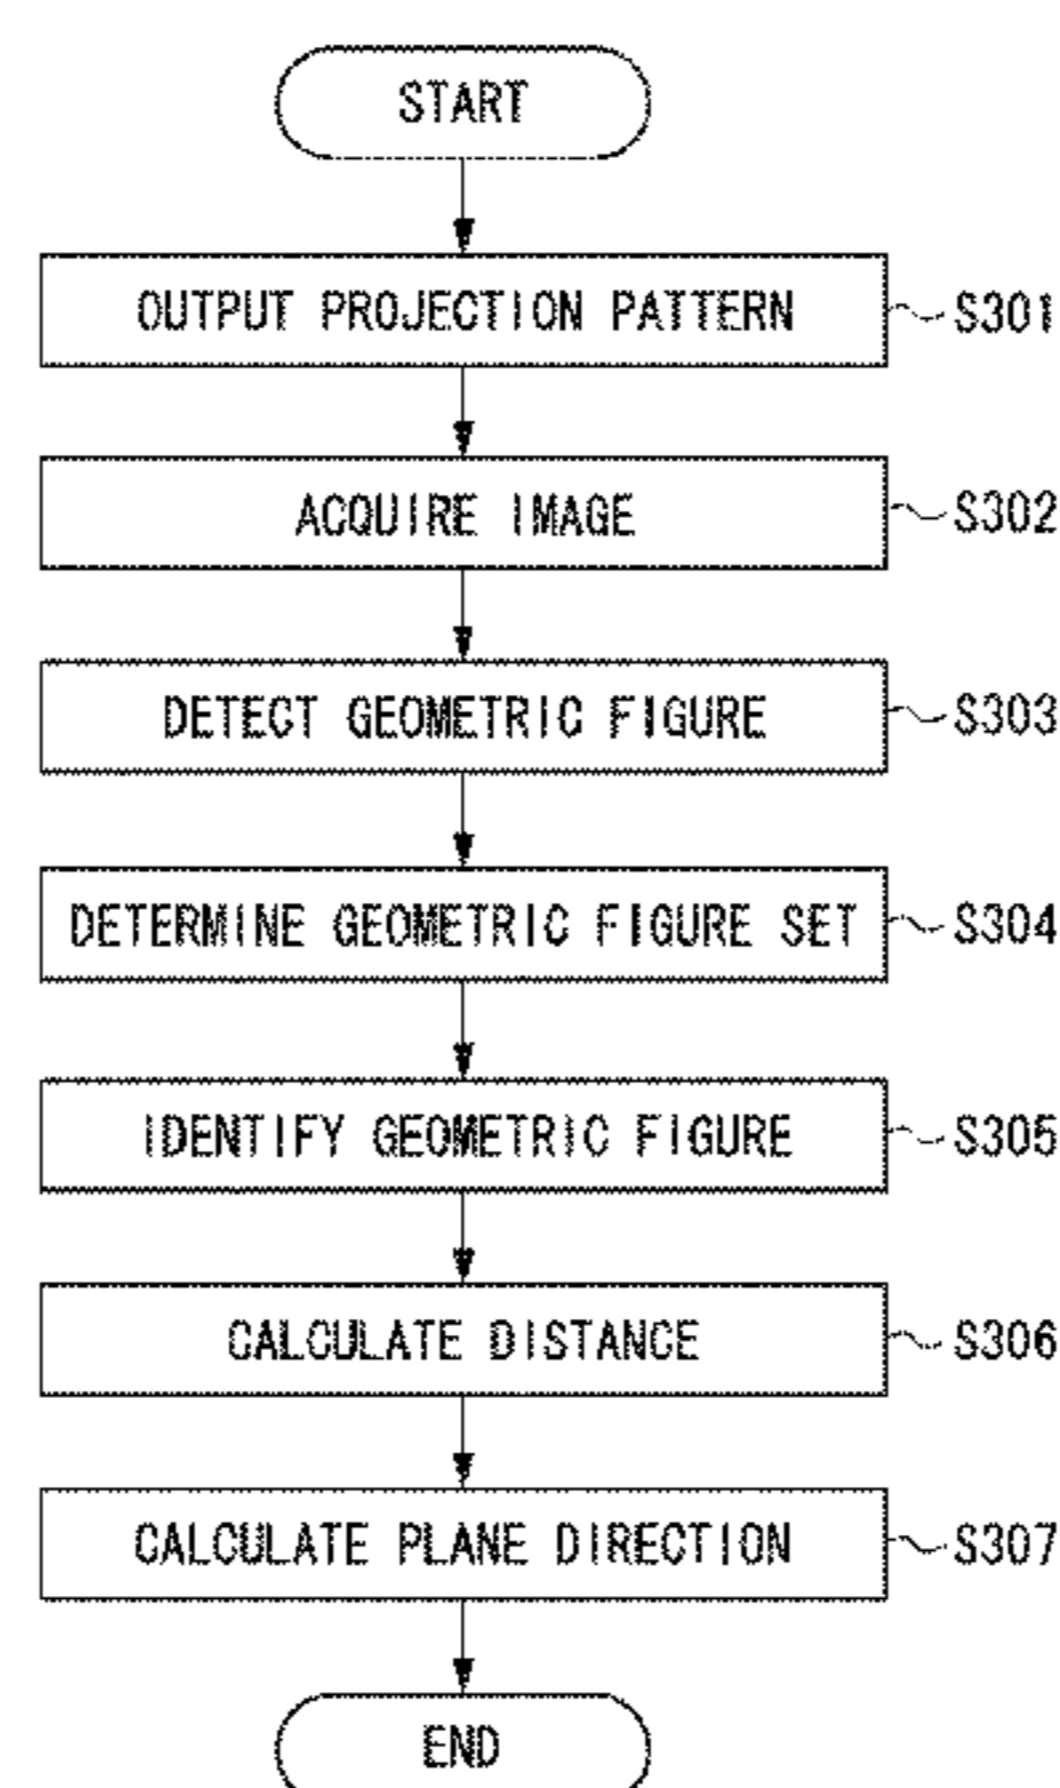 START
OUTPUT PROJECTION PATTERN
S301
ACQUIRE IMAGE
S302
DETECT GEOMETRIC FIGURE
S303
DETERMINE GEOMETRIC FIGURE SET
S304
IDENTIFY GEOMETRIC FIGURE
S305
CALCULATE DISTANCE
S306
CALCULATE PLANE DIRECTION
S307
END